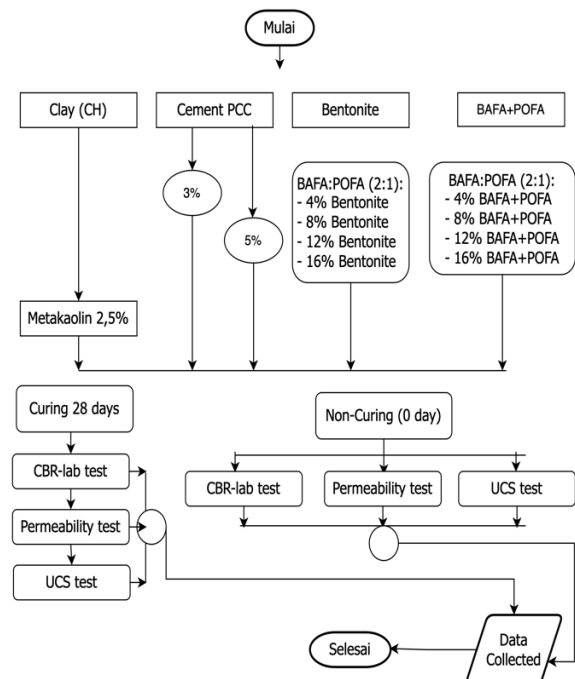 Mulai
Clay (CH)
Cement PCC
Bentonite
BAFA+POFA
3%
5%
BAFA:POFA (2:1):
- 4% Bentonite
- 8% Bentonite
- 12% Bentonite
- 16% Bentonite
BAFA:POFA (2:1):
- 4% BAFA+POFA
- 8% BAFA+POFA
- 12% BAFA+POFA
- 16% BAFA+POFA
Metakaolin 2,5%
Curing 28 days
CBR-lab test
Permeability test
UCS test
Non-Curing (0 day)
CBR-lab test
Permeability test
UCS test
Selesai
Data
Collected